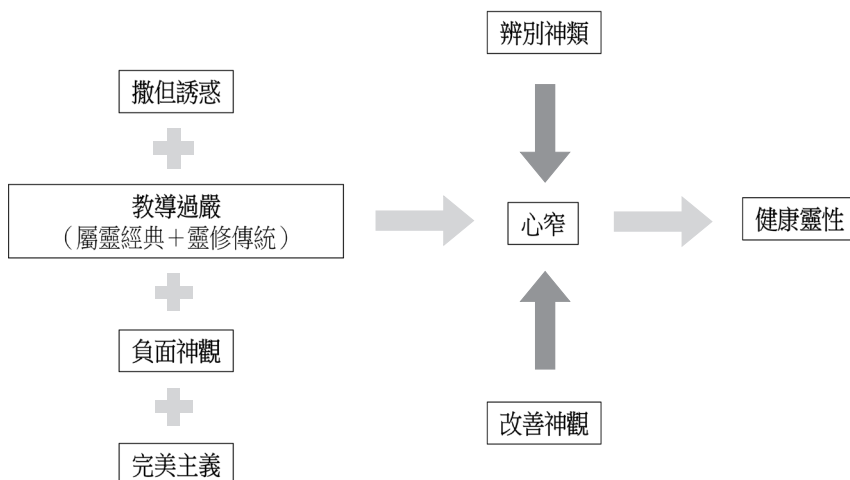 辨別神類
撒但誘惑
教導過嚴
（屬靈經典＋靈修傳統）
心窄
健康靈性
負面神觀
改善神觀
完美主義